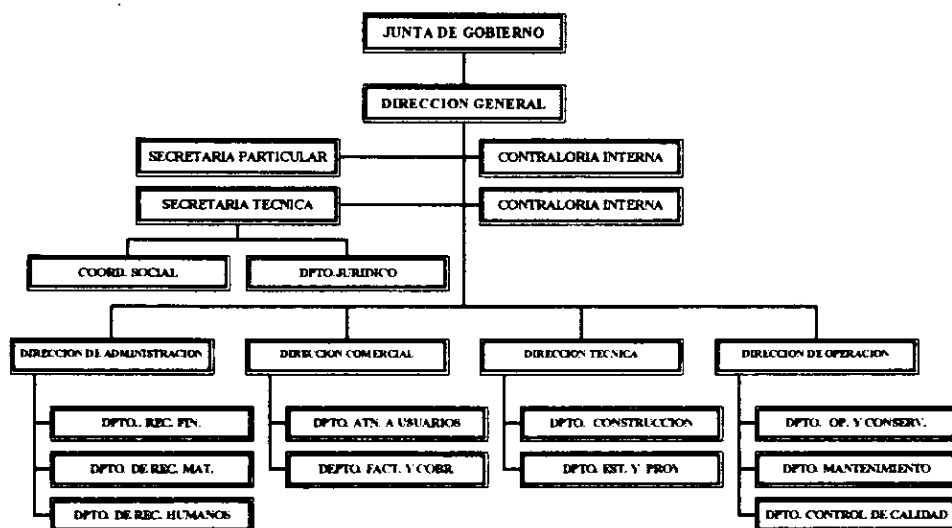 JUNTA DE GOBIERNO
DIRECCION GENERAL
SECRETARIA PARTICULAR
CONTRALORIA INTERNA
SECRETARIA TECNICA
CONTRALORIA INTERNA
COORD. SOCIAL
DPTO. JURIDICO
DIRECCION DE ADMINISTRACION
DIRECCION COMERCIAL
DIRECCION TECNICA
DIRECCION DE OPERACION
DPTO.. REC. FIN.
DPTO. ATN. A USUARIOS
DPTO. CONSTRUCCION
DPTO. OP. Y CONSERV.
DPTO. DE REC. MAT.
DEPTO. FACT. Y COBR.
DPTO. EST. Y PROY
DPTO. MANTENIMIENTO
DPTO. DE REC. HUMANOS
DPTO. CONTROL DE CALIDAD